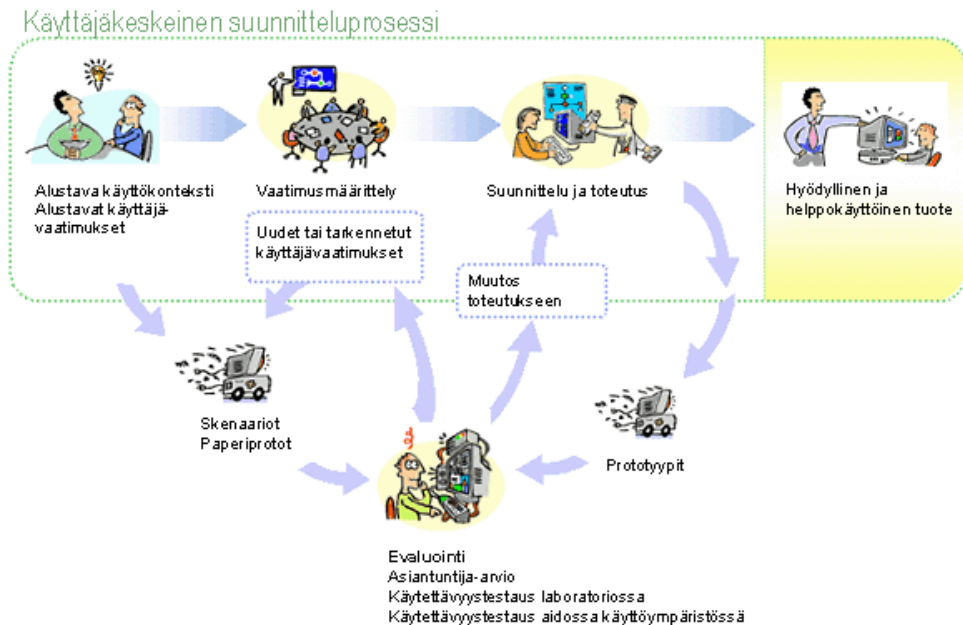 Käyttäjäkeskeinen suunnitteluprosessi
Alustava käyttökonteksti
Alustavat käyttäjä-
vaatimukset
Vaatimusmäärittely
Suunnittelu ja toteutus
Hyödyllinen ja
helppokäyttöinen tuote
Uudet tai tarkennetut
käyttäjävaatimukset
Muutos
toteutukseen
Skenaariot
Paperiprotot
Prototyypit
Evaluointi
Asiantuntija-arvio
Käytettävyystestaus laboratoriossa
Käytettävyystestaus aidossa käyttöympäristössä